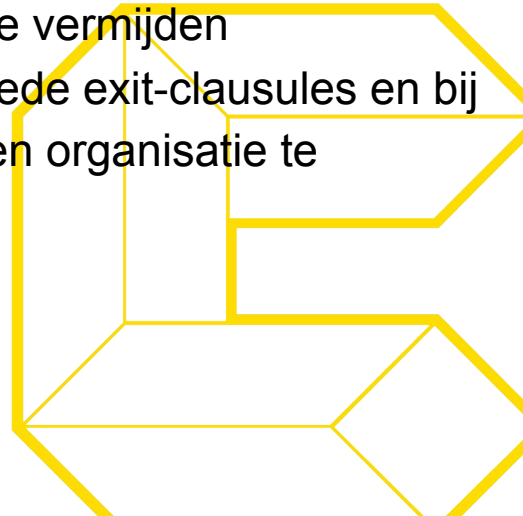 e vermijden
ede exit-clausules en bij
en organisatie te